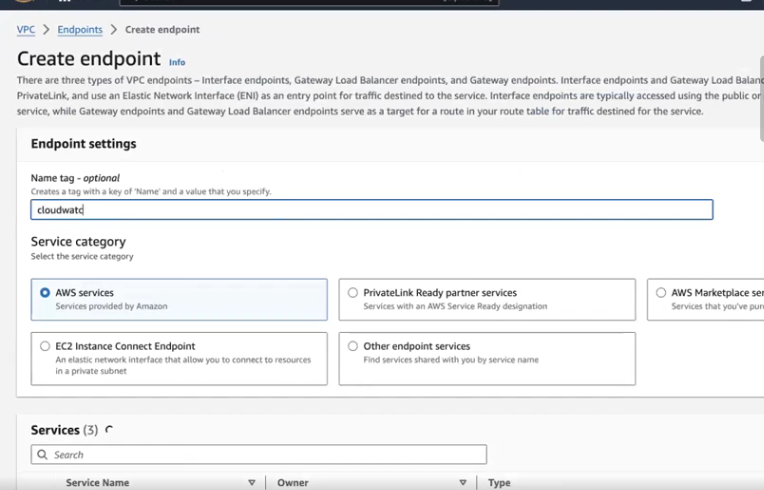 VPC > Endpoints > Create endpoint
Create endpoint Info
There are three types of VPC endpoints – Interface endpoints, Gateway Load Balancer endpoints, and Gateway endpoints. Interface endpoints and Gateway Load Balanc
PrivateLink, and use an Elastic Network Interface (ENI) as an entry point for traffic destined to the service. Interface endpoints are typically accessed using the public or
service, while Gateway endpoints and Gateway Load Balancer endpoints serve as a target for a route in your route table for traffic destined for the service.
Endpoint settings
Name tag - optional
Creates a tag with a key of 'Name' and a value that you specify.
cloudwatc
Service category
Select the service category
AWS services
Services provided by Amazon
PrivateLink Ready partner services
Services with an AWS Service Ready designation
AWS Marketplace ser
Services that you've pur
EC2 Instance Connect Endpoint
An elastic network interface that allow you to connect to resources
in a private subnet
Other endpoint services
Find services shared with you by service name
Services (3)
Search
Service Name
Owner
Type